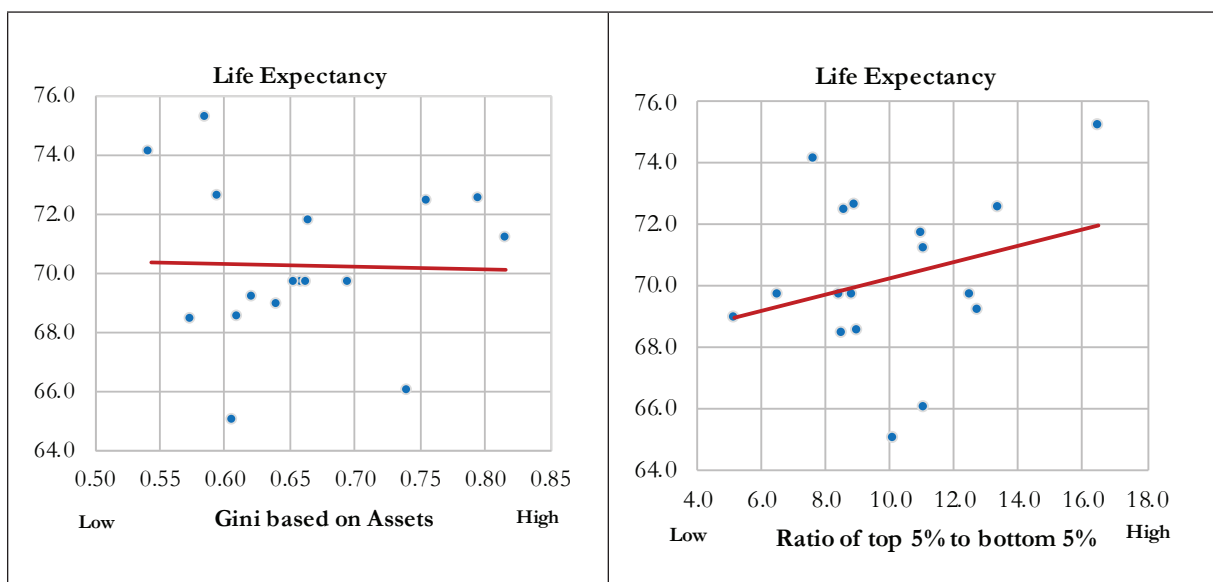 Life Expectancy
76.0
74.0
72.0
70.0
68.0
66.0
64.0
0.50 0.55 0.60 0.65 0.70 0.75 0.80 0.85
Low Gini based on Assets High
Life Expectancy
76.0
74.0
72.0
70.0
68.0
66.0
64.0
4.0 6.0 8.0 10.0 12.0 14.0 16.0 18.0
Low Ratio of top 5% to bottom 5% High